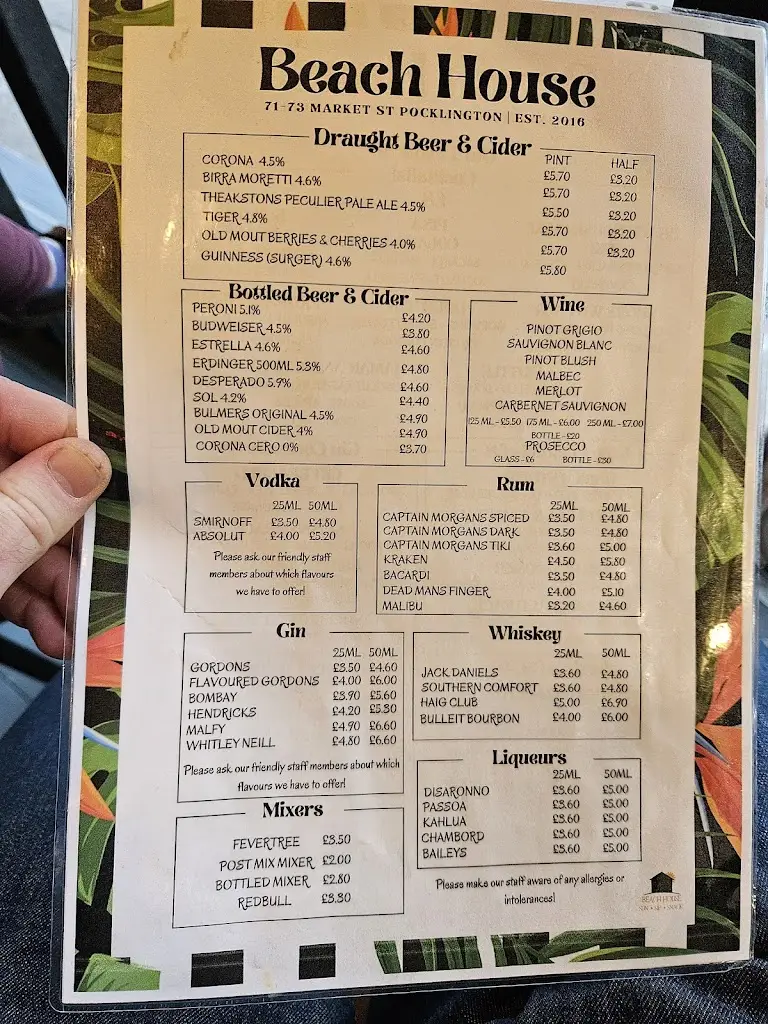 Beach House
71-73 MARKET ST POCKLINGTON | EST. 2016
Draught Beer & Cider
PINT HALF
CORONA 4.5% £5.70 £3.20
BIRRA MORETTI 4.6% £5.70 £3.20
THEAKSTONS PECULIER PALE ALE 4.5% £5.50 £3.20
TIGER 4.8% £5.70 £3.20
OLD MOUT BERRIES & CHERRIES 4.0% £5.70 £3.20
GUINNESS (SURGER) 4.6% £5.80
Bottled Beer & Cider
PERONI 5.1% £4.20
BUDWEISER 4.5% £3.80
ESTRELLA 4.6% £4.60
ERDINGER 500ML 5.3% £4.80
DESPERADO 5.9% £4.60
SOL 4.2% £4.40
BULMERS ORIGINAL 4.5% £4.90
OLD MOUT CIDER 4% £4.90
CORONA CERO 0% £3.70
Wine
PINOT GRIGIO
SAUVIGNON BLANC
PINOT BLUSH
MALBEC
MERLOT
CARBERNET SAUVIGNON
125 ML - £5.50 175 ML - £6.00 250 ML - £7.00
BOTTLE - £20
PROSECCO
GLASS - £6 BOTTLE - £30
Vodka
25ML 50ML
SMIRNOFF £3.50 £4.80
ABSOLUT £4.00 £5.20
Please ask our friendly staff
members about which flavours
we have to offer!
Rum
25ML 50ML
CAPTAIN MORGANS SPICED £3.50 £4.80
CAPTAIN MORGANS DARK £3.50 £4.80
CAPTAIN MORGANS TIKI £3.60 £5.00
KRAKEN £4.50 £5.80
BACARDI £3.50 £4.80
DEAD MANS FINGER £4.00 £5.10
MALIBU £3.20 £4.60
Gin
25ML 50ML
GORDONS £3.50 £4.60
FLAVOURED GORDONS £4.00 £6.00
BOMBAY £3.90 £5.60
HENDRICKS £4.20 £5.30
MALFY £4.90 £6.60
WHITLEY NEILL £4.80 £6.60
Please ask our friendly staff members about which
flavours we have to offer!
Whiskey
25ML 50ML
JACK DANIELS £3.60 £4.80
SOUTHERN COMFORT £3.60 £4.80
HAIG CLUB £5.00 £6.90
BULLEIT BOURBON £4.00 £6.00
Liqueurs
25ML 50ML
DISARONNO £3.60 £5.00
PASSOA £3.60 £5.00
KAHLUA £3.60 £5.00
CHAMBORD £3.60 £5.00
BAILEYS £3.60 £5.00
Mixers
FEVERTREE £3.50
POST MIX MIXER £2.00
BOTTLED MIXER £2.80
REDBULL £3.30
Please make our staff aware of any allergies or
intolerances!
BEACH HOUSE